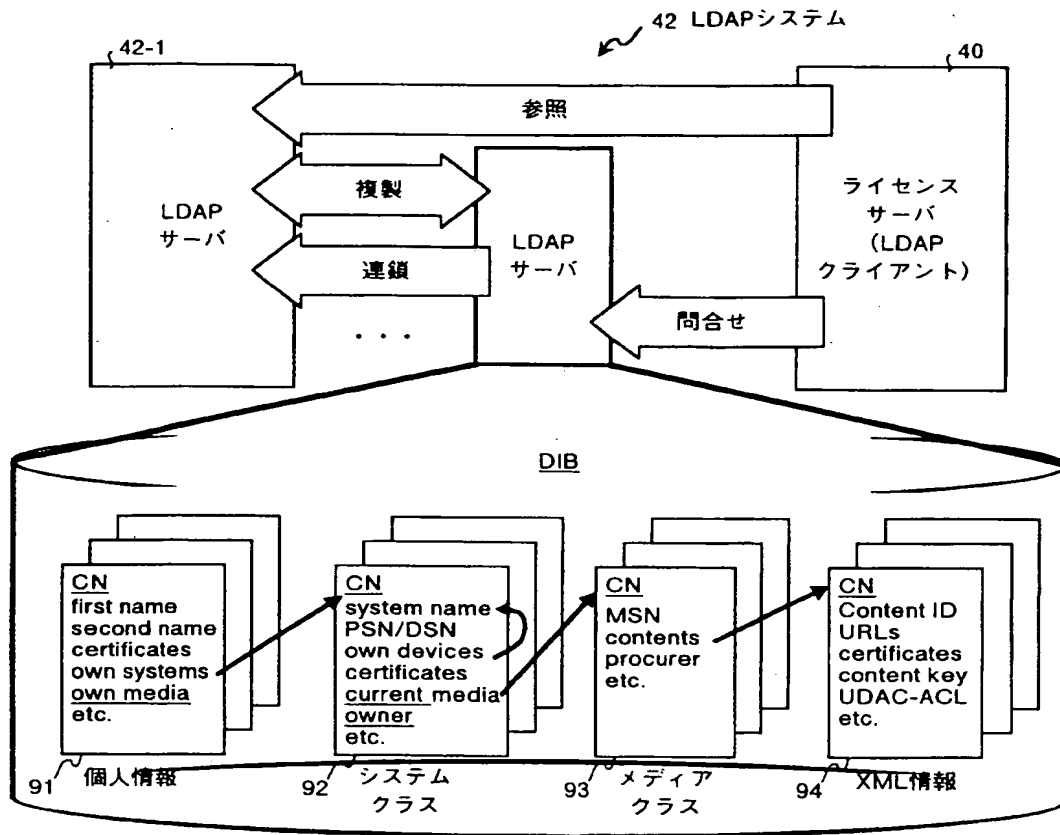 42 LDAPシステム
42-1
40
参照
複製
LDAP
サーバ
連鎖
・・・
LDAP
サーバ
ライセンス
サーバ
(LDAP
クライアント)
問合せ
DIB
CN
first name
second name
certificates
own systems
own media
etc.
91
個人情報
CN
system name
PSN/DSN
own devices
certificates
current media
owner
etc.
92
システム
クラス
CN
MSN
contents
procurer
etc.
93
メディア
クラス
CN
Content ID
URLs
certificates
content key
UDAC-ACL
etc.
94
XML情報